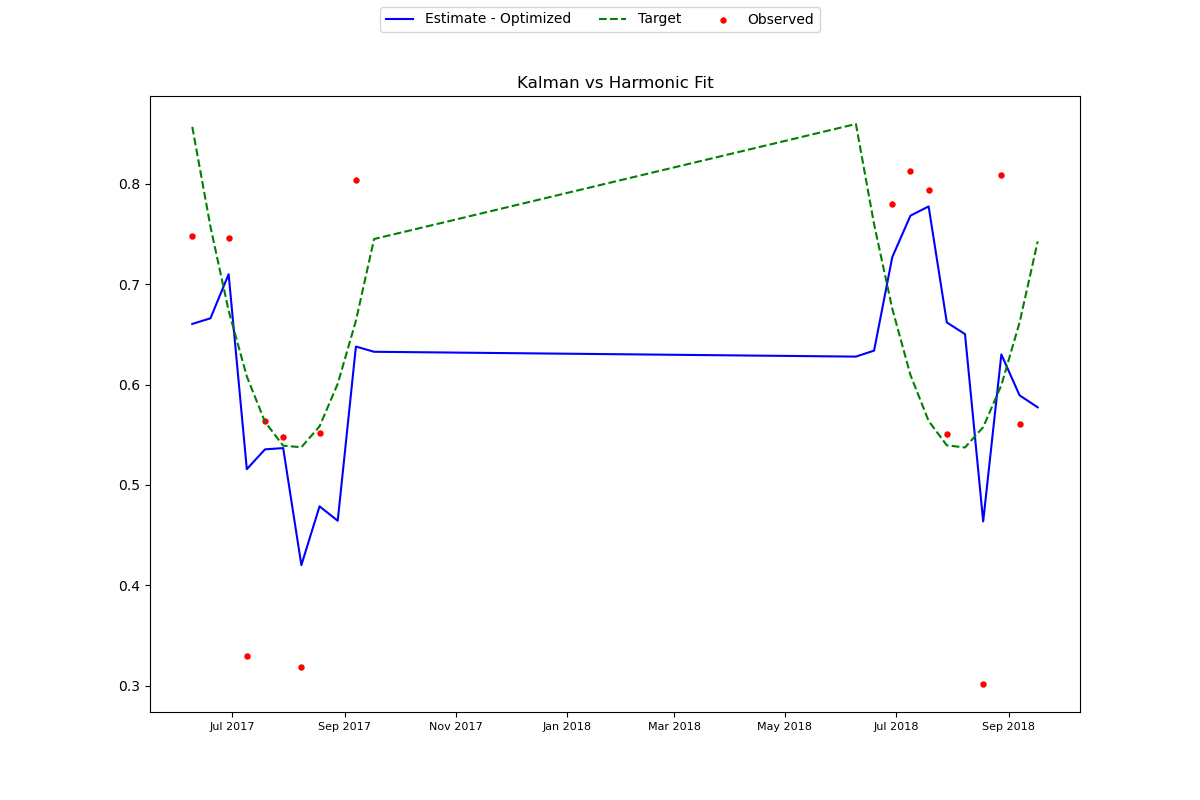 Estimate - Optimized Target Observed
Kalman vs Harmonic Fit
0.8
0.7
0.6
0.5
0.4
0.3
Jul 2017 Sep 2017 Nov 2017 Jan 2018 Mar 2018 May 2018 Jul 2018 Sep 2018